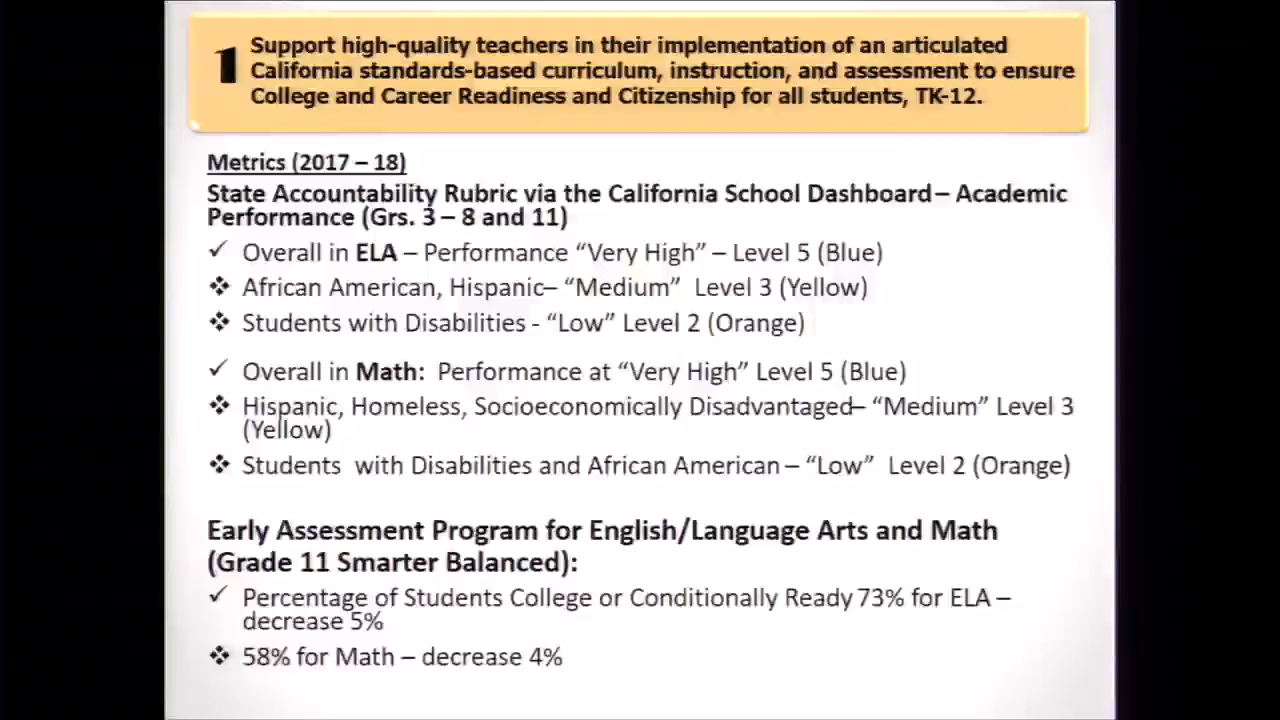 1 Support high-quality teachers in their implementation of an articulated
California standards-based curriculum, instruction, and assessment to ensure
College and Career Readiness and Citizenship for all students, TK-12.
Metrics (2017 – 18)
State Accountability Rubric via the California School Dashboard – Academic
Performance (Grs. 3 – 8 and 11)
✓ Overall in ELA – Performance “Very High” – Level 5 (Blue)
❖ African American, Hispanic– “Medium” Level 3 (Yellow)
❖ Students with Disabilities - “Low” Level 2 (Orange)
✓ Overall in Math: Performance at “Very High” Level 5 (Blue)
❖ Hispanic, Homeless, Socioeconomically Disadvantaged– “Medium” Level 3
(Yellow)
❖ Students with Disabilities and African American – “Low” Level 2 (Orange)
Early Assessment Program for English/Language Arts and Math
(Grade 11 Smarter Balanced):
✓ Percentage of Students College or Conditionally Ready 73% for ELA –
decrease 5%
❖ 58% for Math – decrease 4%